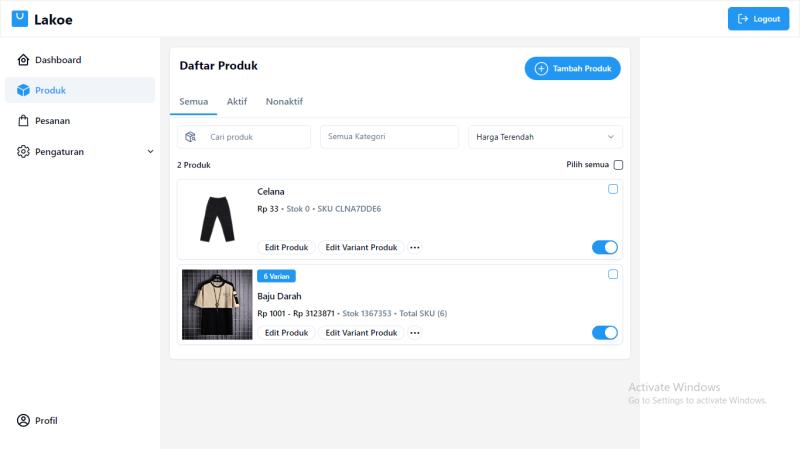 Lakoe
Logout
Dashboard
Produk
Pesanan
Pengaturan
Profil
Daftar Produk
Tambah Produk
Semua Aktif Nonaktif
Cari produk
Semua Kategori
Harga Terendah
2 Produk
Pilih semua
Celana
Rp 33 • Stok 0 • SKU CLNA7DDE6
Edit Produk Edit Variant Produk
6 Varian
Baju Darah
Rp 1001 - Rp 3123871 • Stok 1367353 • Total SKU (6)
Edit Produk Edit Variant Produk
Activate Windows
Go to Settings to activate Windows.